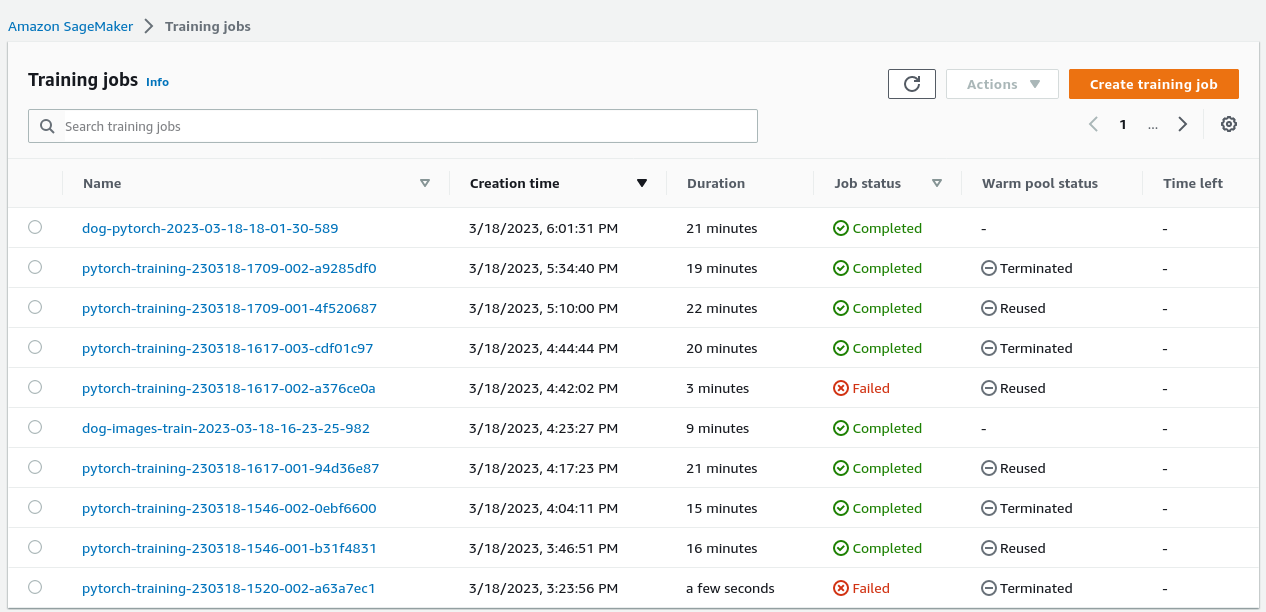 Amazon SageMaker > Training jobs
Training jobs Info
Actions
Create training job
Search training jobs
1 ...
Name Creation time Duration Job status Warm pool status Time left
dog-pytorch-2023-03-18-18-01-30-589 3/18/2023, 6:01:31 PM 21 minutes Completed - -
pytorch-training-230318-1709-002-a9285df0 3/18/2023, 5:34:40 PM 19 minutes Completed Terminated -
pytorch-training-230318-1709-001-4f520687 3/18/2023, 5:10:00 PM 22 minutes Completed Reused -
pytorch-training-230318-1617-003-cdf01c97 3/18/2023, 4:44:44 PM 20 minutes Completed Terminated -
pytorch-training-230318-1617-002-a376ce0a 3/18/2023, 4:42:02 PM 3 minutes Failed Reused -
dog-images-train-2023-03-18-16-23-25-982 3/18/2023, 4:23:27 PM 9 minutes Completed - -
pytorch-training-230318-1617-001-94d36e87 3/18/2023, 4:17:23 PM 21 minutes Completed Reused -
pytorch-training-230318-1546-002-0ebf6600 3/18/2023, 4:04:11 PM 15 minutes Completed Terminated -
pytorch-training-230318-1546-001-b31f4831 3/18/2023, 3:46:51 PM 16 minutes Completed Reused -
pytorch-training-230318-1520-002-a63a7ec1 3/18/2023, 3:23:56 PM a few seconds Failed Terminated -